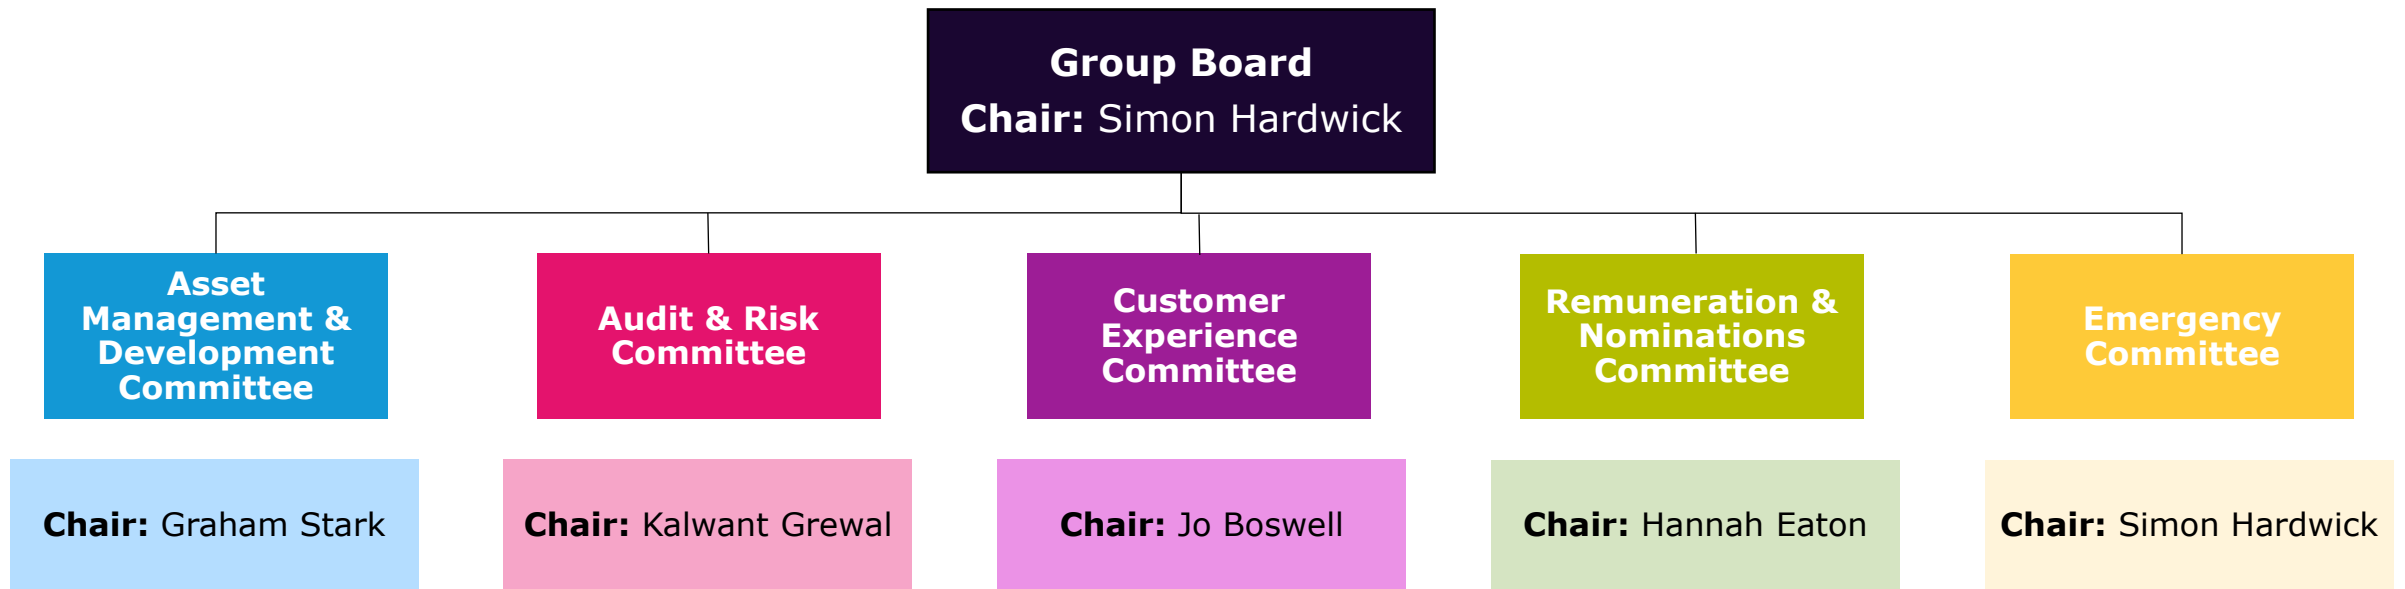 Group Board
Chair: Simon Hardwick
Asset
Management &
Development
Committee
Audit & Risk
Committee
Customer
Experience
Committee
Remuneration &
Nominations
Committee
Emergency
Committee
Chair: Graham Stark
Chair: Kalwant Grewal
Chair: Jo Boswell
Chair: Hannah Eaton
Chair: Simon Hardwick